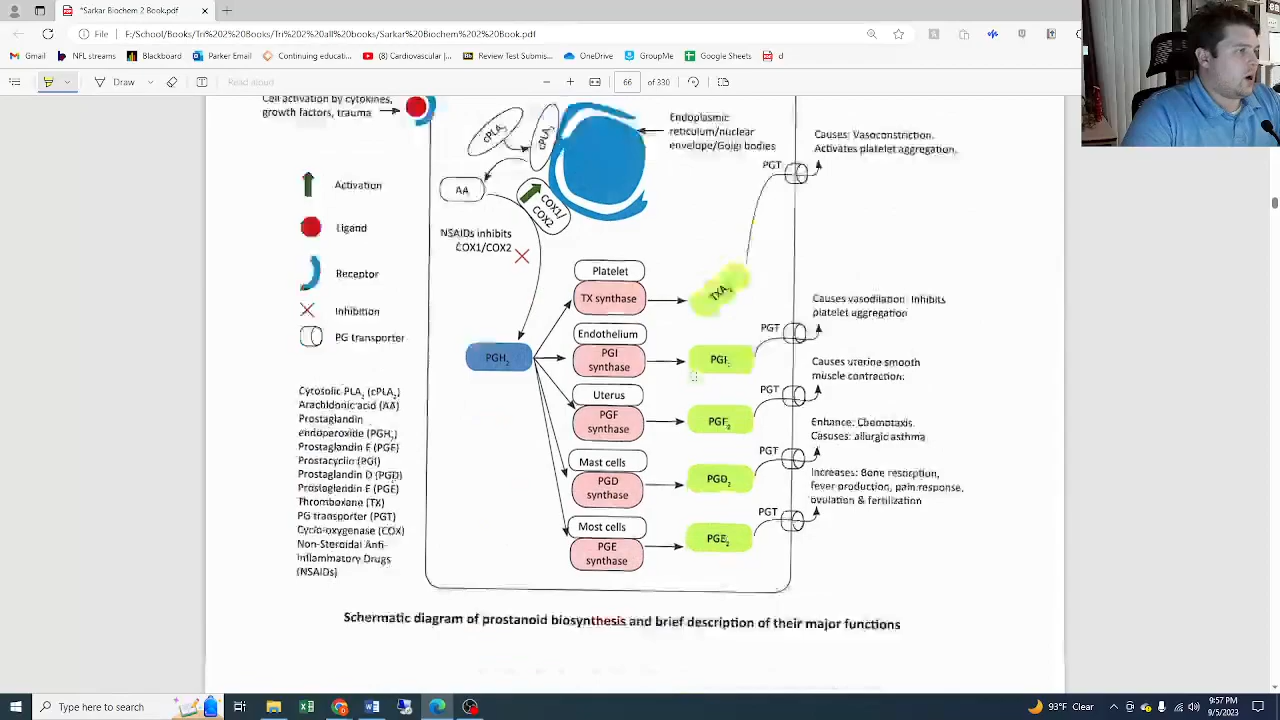 *Sarkar Biochem 2 Book.pdf
File
E:/School/Books/Tri%202%20all%20books/Sarkar%20Biochem%202%20Book.pdf
Gmail
NFL streams
Blackboard
Parker Email
Courses - Calendar
(5) Cardiovascular |...
Review Test Submis...
OneDrive
GroupMe
Google Sheets
d
Draw
Read aloud
66
of 330
Cell activation by cytokines,
growth factors, trauma
cPLA2
cPLA2
Endoplasmic
reticulum/nuclear
envelope/Golgi bodies
Causes: Vasoconstriction.
Activates platelet aggregation.
PGT
AA
COX1/
COX2
Activation
Ligand
Receptor
Inhibition
PG transporter
NSAIDs inhibits
COX1/COX2
Platelet
TX synthase
TXA2
Endothelium
PGI
synthase
PGI2
PGT
Causes vasodilation Inhibits
platelet aggregation
PGH2
Uterus
PGF
synthase
PGF2
PGT
Causes uterine smooth
muscle contraction.
Mast cells
PGD
synthase
PGD2
PGT
Enhance: Chemotaxis.
Casuses: allergic asthma
Most cells
PGE
synthase
PGE2
PGT
Increases: Bone resorption,
fever production, pain response,
ovulation & fertilization
Cytosolic PLA2 (cPLA2)
Arachidonic acid (AA)
Prostaglandin
endoperoxide (PGH2)
Prostaglandin F (PGF)
Prostacyclin (PGI)
Prostaglandin D (PGD)
Prostaglandin E (PGE)
Thromboxane (TX)
PG transporter (PGT)
Cyclo-oxygenase (COX)
Non-Steroidal Anti-
Inflammatory Drugs
(NSAIDs)
Schematic diagram of prostanoid biosynthesis and brief description of their major functions
Type here to search
95°F Clear
9:57 PM
9/5/2023